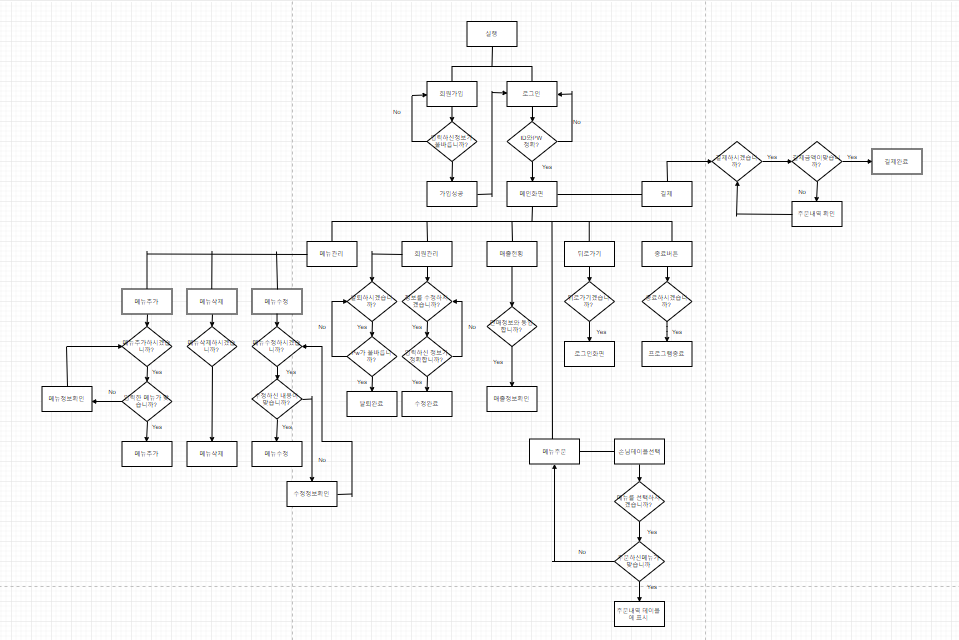 실행
회원가입
로그인
No
No
입력하신정보가
올바릅니까?
ID와PW
정확?
Yes
가입성공
메인화면
결제
결제하시겠습니
까?
Yes
결제금액이맞습니
까?
Yes
결제완료
No
주문내역 확인
메뉴관리
회원관리
매출현황
뒤로가기
종료버튼
메뉴추가
메뉴삭제
메뉴수정
탈퇴하시겠습니
까?
정보를 수정하시
겠습니까?
판매정보와 동일
합니까?
뒤로가기겠습니
까?
종료하시겠습니
까?
No
Yes
Yes
No
Yes
Yes
메뉴추가하시겠습
니까?
메뉴삭제하시겠습
니까?
메뉴수정하시겠습
니까?
Pw가 올바릅니
까?
입력하신 정보가
정확합니까?
로그인화면
프로그램종료
Yes
Yes
Yes
Yes
Yes
메뉴정보확인
No
입력한 메뉴가 맞
습니까?
수정하신 내용이
맞습니까?
탈퇴완료
수정완료
매출정보확인
Yes
Yes
No
메뉴추가
메뉴삭제
메뉴수정
수정정보확인
메뉴주문
손님테이블선택
메뉴를 선택하시
겠습니까?
Yes
No
주문하신메뉴가
맞습니까
Yes
주문내역 테이블
에 표시